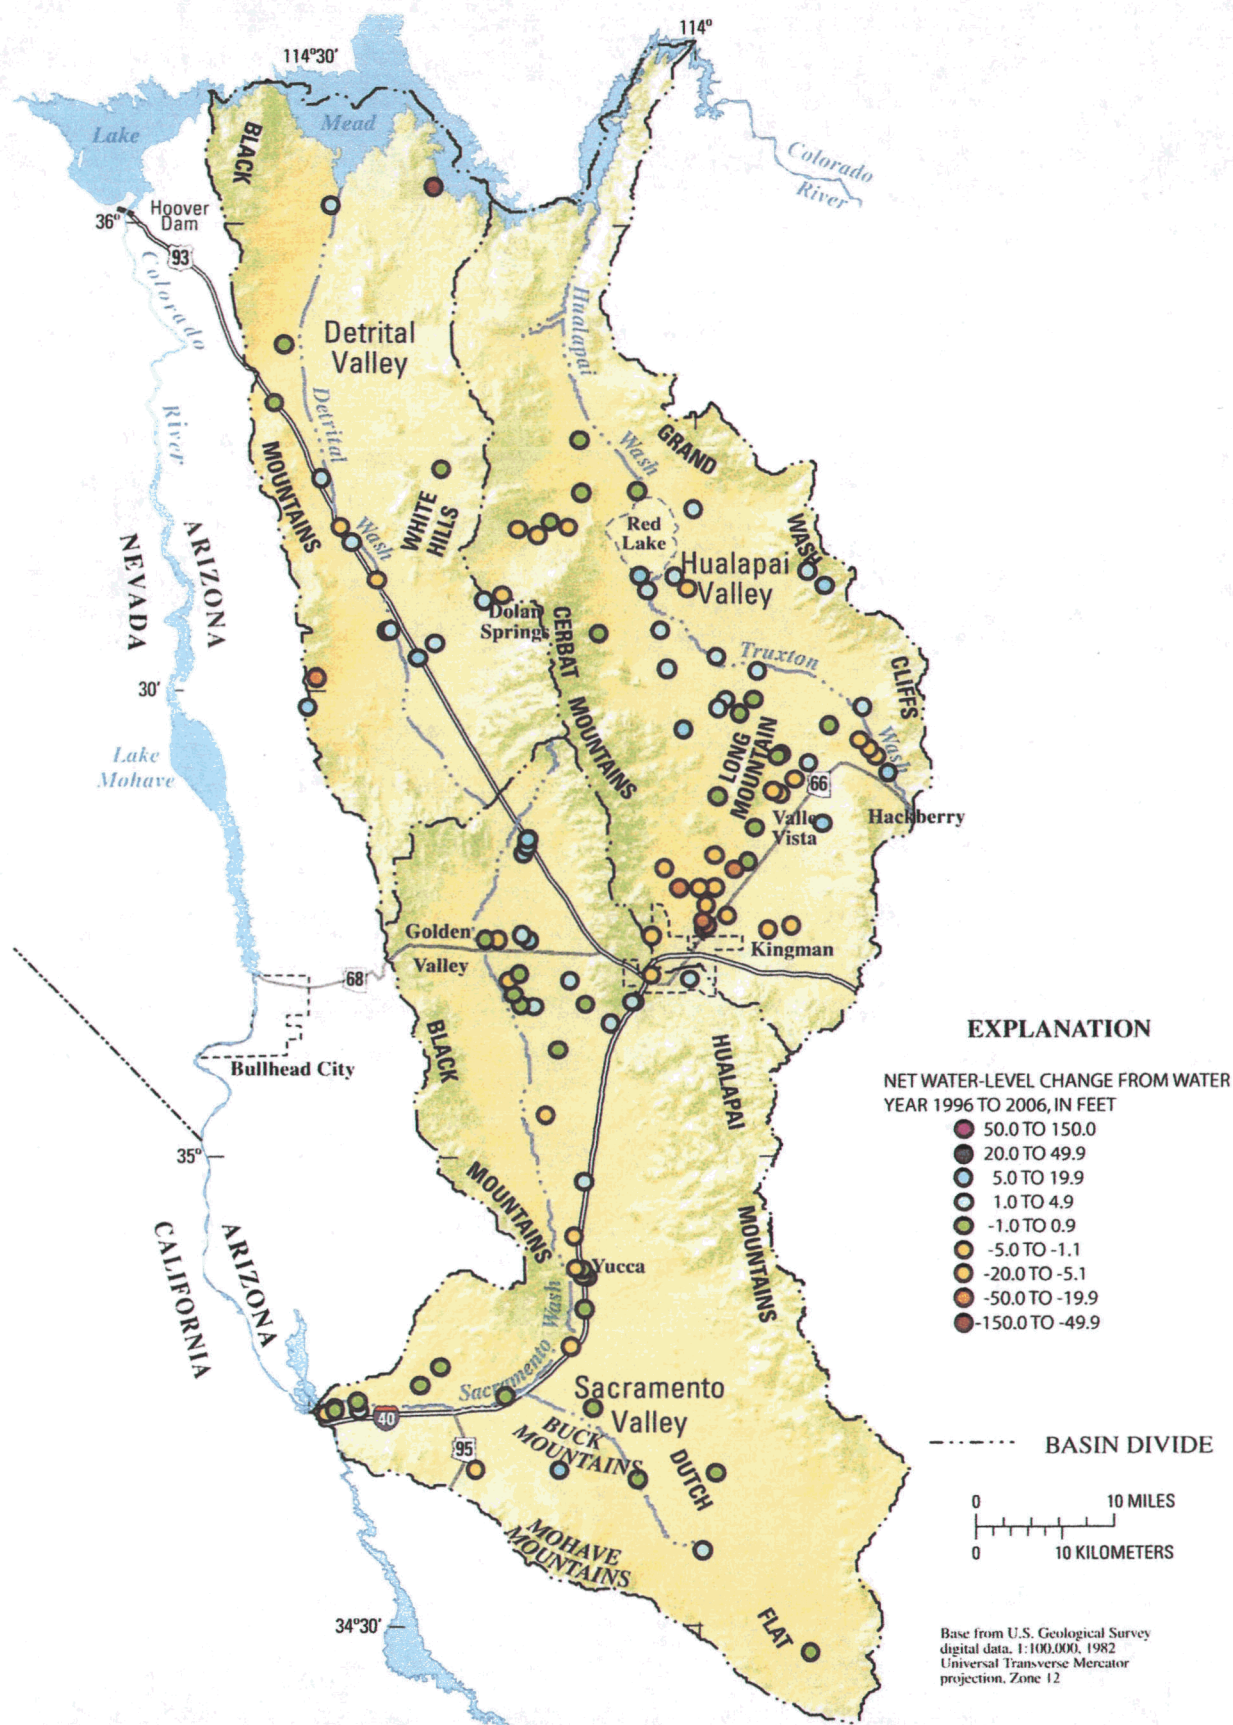 114°
114°30'
Lake
Mead
BLACK
Colorado
River
36°
Hoover
Dam
93
Colorado
River
Hualapai
Wash
Detrital
Valley
Detrital
Wash
MOUNTAINS
GRAND
WASH
CLIFFS
WHITE
HILLS
Red
Lake
Hualapai
Valley
NEVADA
ARIZONA
Dolan
Springs
CERBAT
MOUNTAINS
Truxton
Wash
30'
Lake
Mohave
LONG
MOUNTAIN
66
Valle
Vista
Hackberry
Golden
Valley
Kingman
68
BLACK
MOUNTAINS
Bullhead City
HUALAPAI
MOUNTAINS
35°
CALIFORNIA
ARIZONA
Yucca
Sacramento
Wash
Sacramento
Valley
40
95
BUCK
MOUNTAINS
DUTCH
FLAT
MOHAVE
MOUNTAINS
34°30'
EXPLANATION
NET WATER-LEVEL CHANGE FROM WATER
YEAR 1996 TO 2006, IN FEET
50.0 TO 150.0
20.0 TO 49.9
5.0 TO 19.9
1.0 TO 4.9
-1.0 TO 0.9
-5.0 TO -1.1
-20.0 TO -5.1
-50.0 TO -19.9
-150.0 TO -49.9
BASIN DIVIDE
0 10 MILES
0 10 KILOMETERS
Base from U.S. Geological Survey
digital data, 1:100,000, 1982
Universal Transverse Mercator
projection, Zone 12